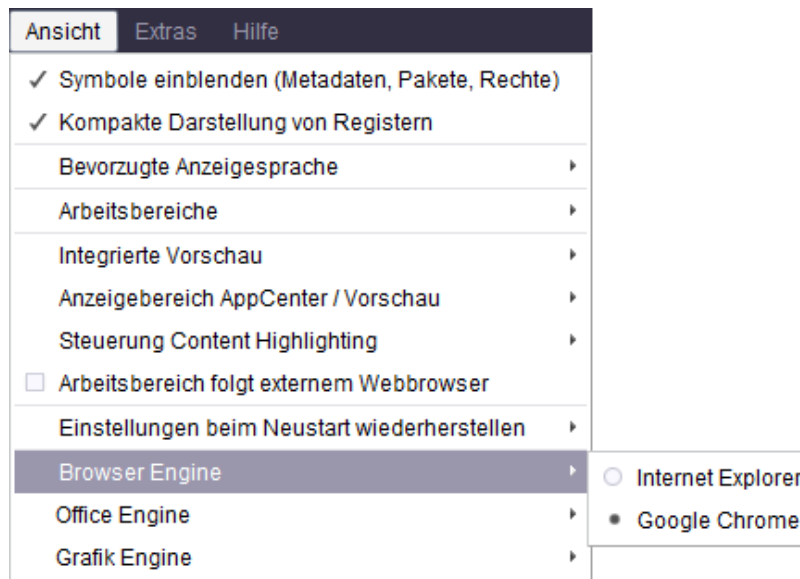 Ansicht Extras Hilfe
Symbole einblenden (Metadaten, Pakete, Rechte)
Kompakte Darstellung von Registern
Bevorzugte Anzeigesprache
Arbeitsbereiche
Integrierte Vorschau
Anzeigebereich AppCenter / Vorschau
Steuerung Content Highlighting
Arbeitsbereich folgt externem Webbrowser
Einstellungen beim Neustart wiederherstellen
Browser Engine
Internet Explorer
Google Chrome
Office Engine
Grafik Engine